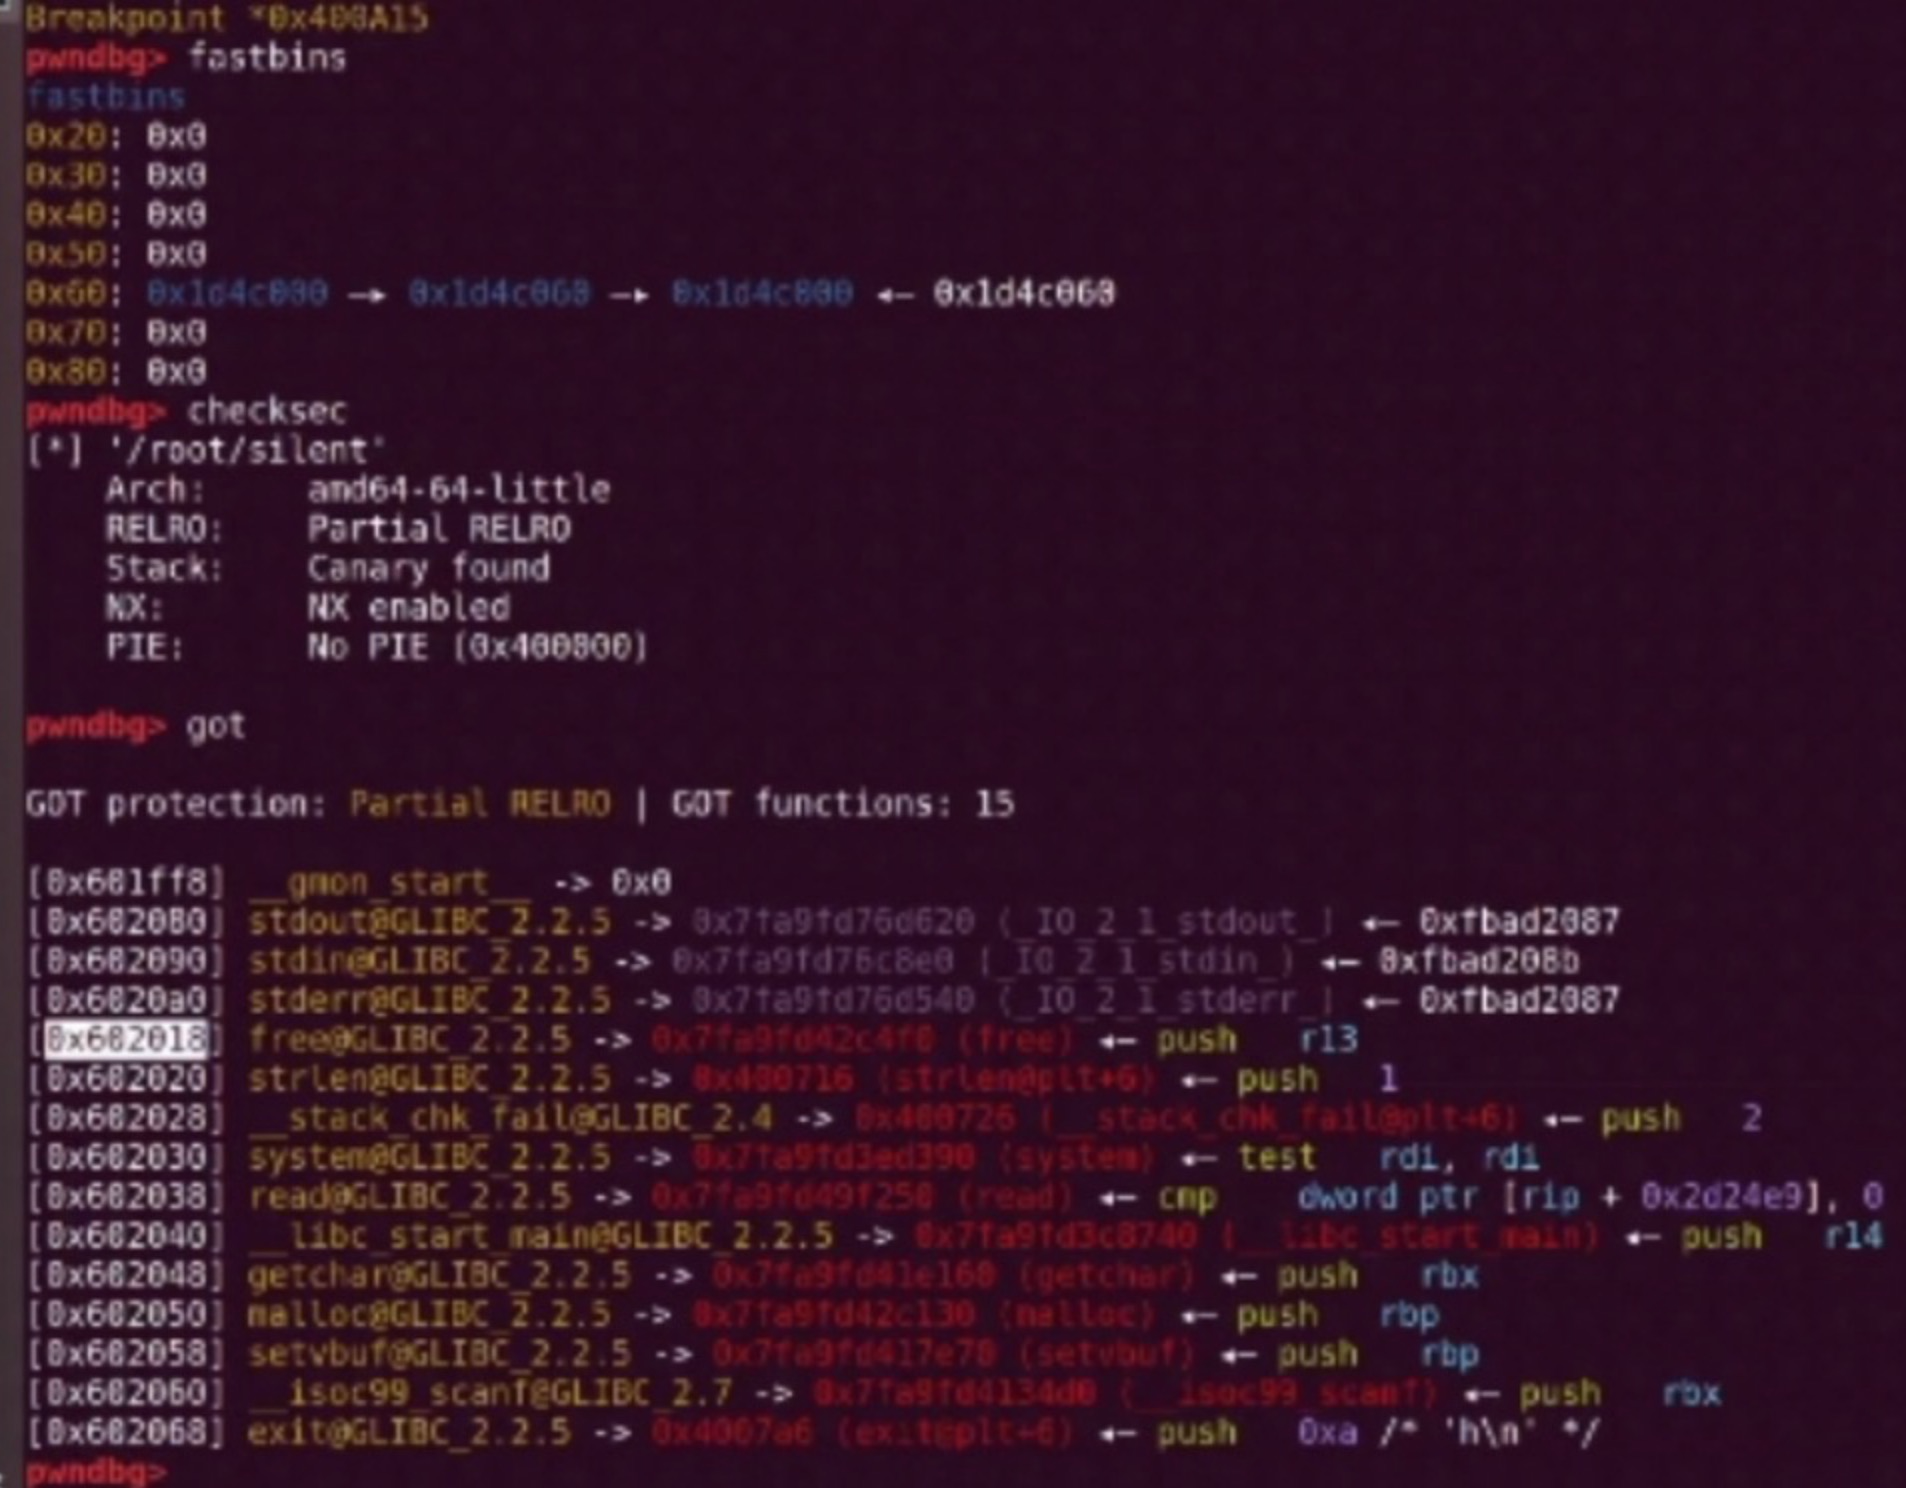 Breakpoint *0x400A15
pwndbg> fastbins
fastbins
0x20: 0x0
0x30: 0x0
0x40: 0x0
0x50: 0x0
0x60: 0x1d4c000 —▸ 0x1d4c060 —▸ 0x1d4c000 ◂— 0x1d4c060
0x70: 0x0
0x80: 0x0
pwndbg> checksec
[*] '/root/silent'
Arch: amd64-64-little
RELRO: Partial RELRO
Stack: Canary found
NX: NX enabled
PIE: No PIE (0x400000)
pwndbg> got
GOT protection: Partial RELRO | GOT functions: 15
[0x601ff8] __gmon_start__ -> 0x0
[0x602080] stdout@GLIBC_2.2.5 -> 0x7fa9fd76d620 (_IO_2_1_stdout_) ◂— 0xfbad2087
[0x602090] stdin@GLIBC_2.2.5 -> 0x7fa9fd76c8e0 (_IO_2_1_stdin_) ◂— 0xfbad208b
[0x6020a0] stderr@GLIBC_2.2.5 -> 0x7fa9fd76d540 (_IO_2_1_stderr_) ◂— 0xfbad2087
[0x602018] free@GLIBC_2.2.5 -> 0x7fa9fd42c4f0 (free) ◂— push r13
[0x602020] strlen@GLIBC_2.2.5 -> 0x400716 (strlen@plt+6) ◂— push 1
[0x602028] __stack_chk_fail@GLIBC_2.4 -> 0x400726 (__stack_chk_fail@plt+6) ◂— push 2
[0x602030] system@GLIBC_2.2.5 -> 0x7fa9fd3ed390 (system) ◂— test rdi, rdi
[0x602038] read@GLIBC_2.2.5 -> 0x7fa9fd49f250 (read) ◂— cmp dword ptr [rip + 0x2d24e9], 0
[0x602040] __libc_start_main@GLIBC_2.2.5 -> 0x7fa9fd3c8740 (__libc_start_main) ◂— push r14
[0x602048] getchar@GLIBC_2.2.5 -> 0x7fa9fd41e160 (getchar) ◂— push rbx
[0x602050] malloc@GLIBC_2.2.5 -> 0x7fa9fd42c130 (malloc) ◂— push rbp
[0x602058] setvbuf@GLIBC_2.2.5 -> 0x7fa9fd417e70 (setvbuf) ◂— push rbp
[0x602060] __isoc99_scanf@GLIBC_2.7 -> 0x7fa9fd4134d0 (__isoc99_scanf) ◂— push rbx
[0x602068] exit@GLIBC_2.2.5 -> 0x4007a6 (exit@plt+6) ◂— push 0xa /* 'h\n' */
pwndbg>